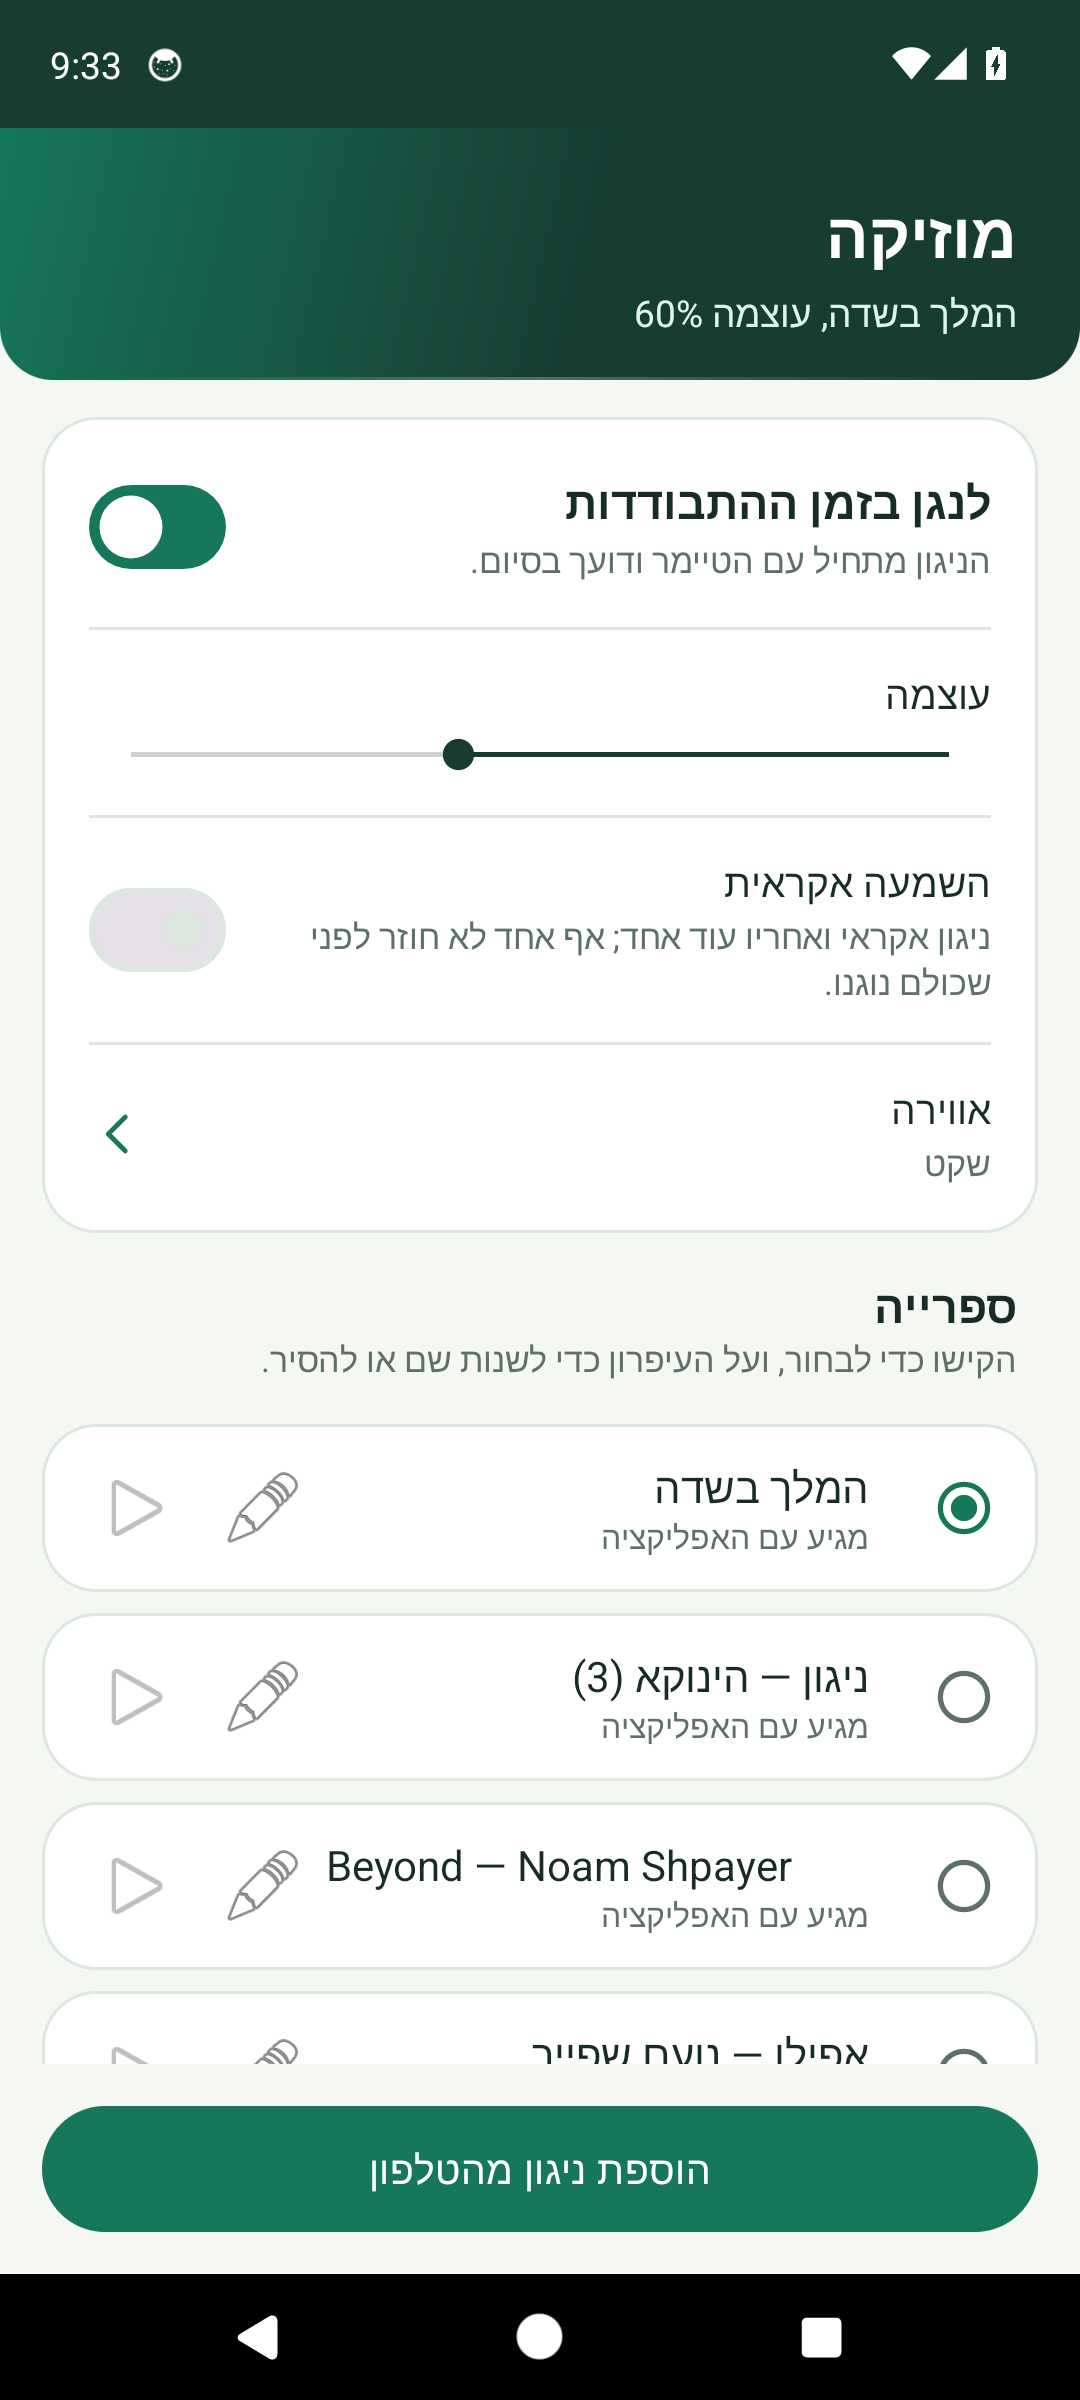 9:33
מוזיקה
המלך בשדה, עוצמה 60%
לנגן בזמן ההתבודדות
הניגון מתחיל עם הטיימר ודועך בסיום.
עוצמה
השמעה אקראית
ניגון אקראי ואחריו עוד אחד; אף אחד לא חוזר לפני
שכולם נוגנו.
אווירה
שקט
ספרייה
הקישו כדי לבחור, ועל העיפרון כדי לשנות שם או להסיר.
המלך בשדה
מגיע עם האפליקציה
ניגון — הינוקא (3)
מגיע עם האפליקציה
Beyond — Noam Shpayer
מגיע עם האפליקציה
אפילו — נועם שפייר
הוספת ניגון מהטלפון